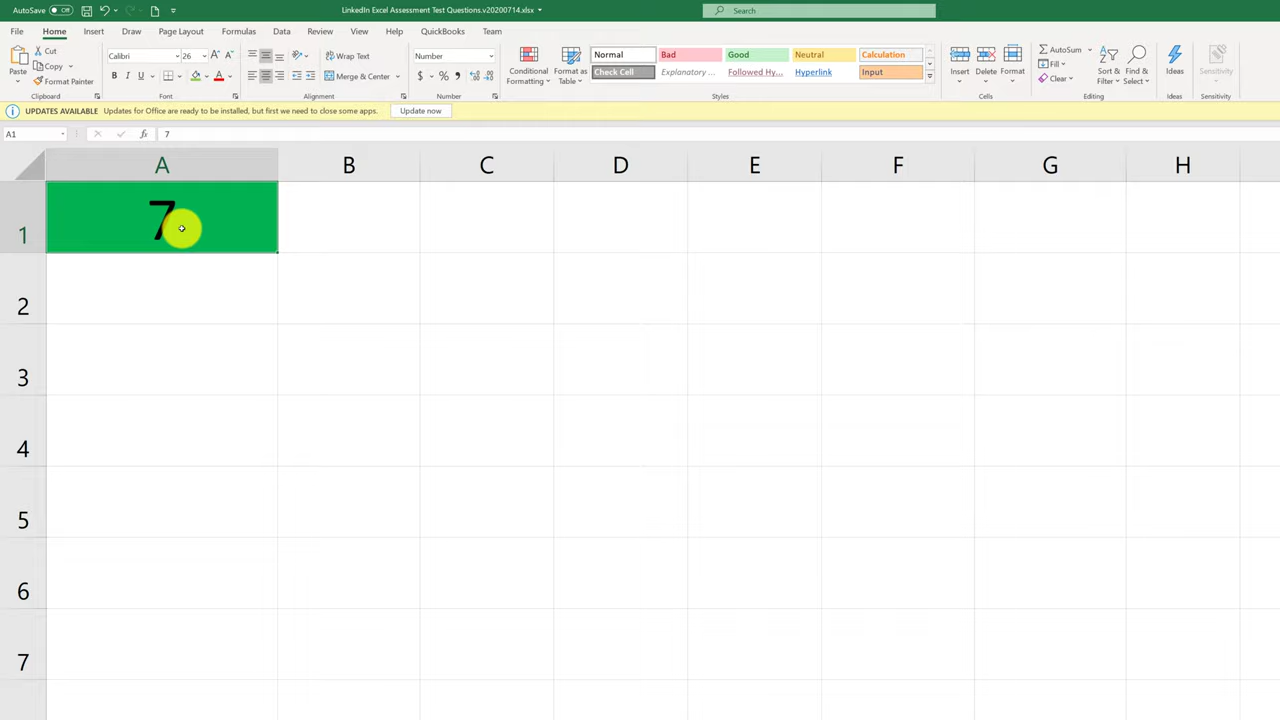 AutoSave Off LinkedIn Excel Assessment Test Questions.v20200714.xlsx Search
File Home Insert Draw Page Layout Formulas Data Review View Help QuickBooks Team
Paste Cut Copy Format Painter Clipboard
Calibri 26 A A B I U A Font
Wrap Text Merge & Center Alignment
Number $ % Number
Conditional Formatting Format as Table Normal Bad Good Neutral Calculation
Check Cell Explanatory ... Followed Hy... Hyperlink Input Styles
Insert Delete Format Cells
AutoSum Fill Clear Sort & Filter Find & Select Editing
Ideas Ideas Sensitivity Sensitivity
UPDATES AVAILABLE Updates for Office are ready to be installed, but first we need to close some apps. Update now
A1 fx 7
A B C D E F G H
1 7
2
3
4
5
6
7